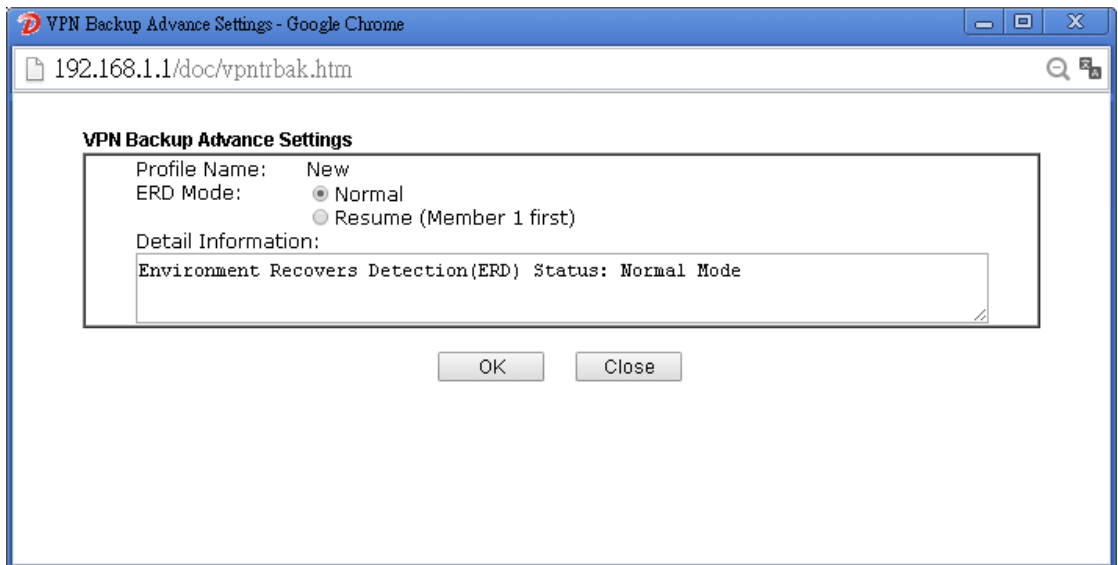 VPN Backup Advance Settings - Google Chrome
192.168.1.1/doc/vpntrbak.htm
VPN Backup Advance Settings
Profile Name: New
ERD Mode: Normal
Resume (Member 1 first)
Detail Information:
Environment Recovers Detection(ERD) Status: Normal Mode
OK Close